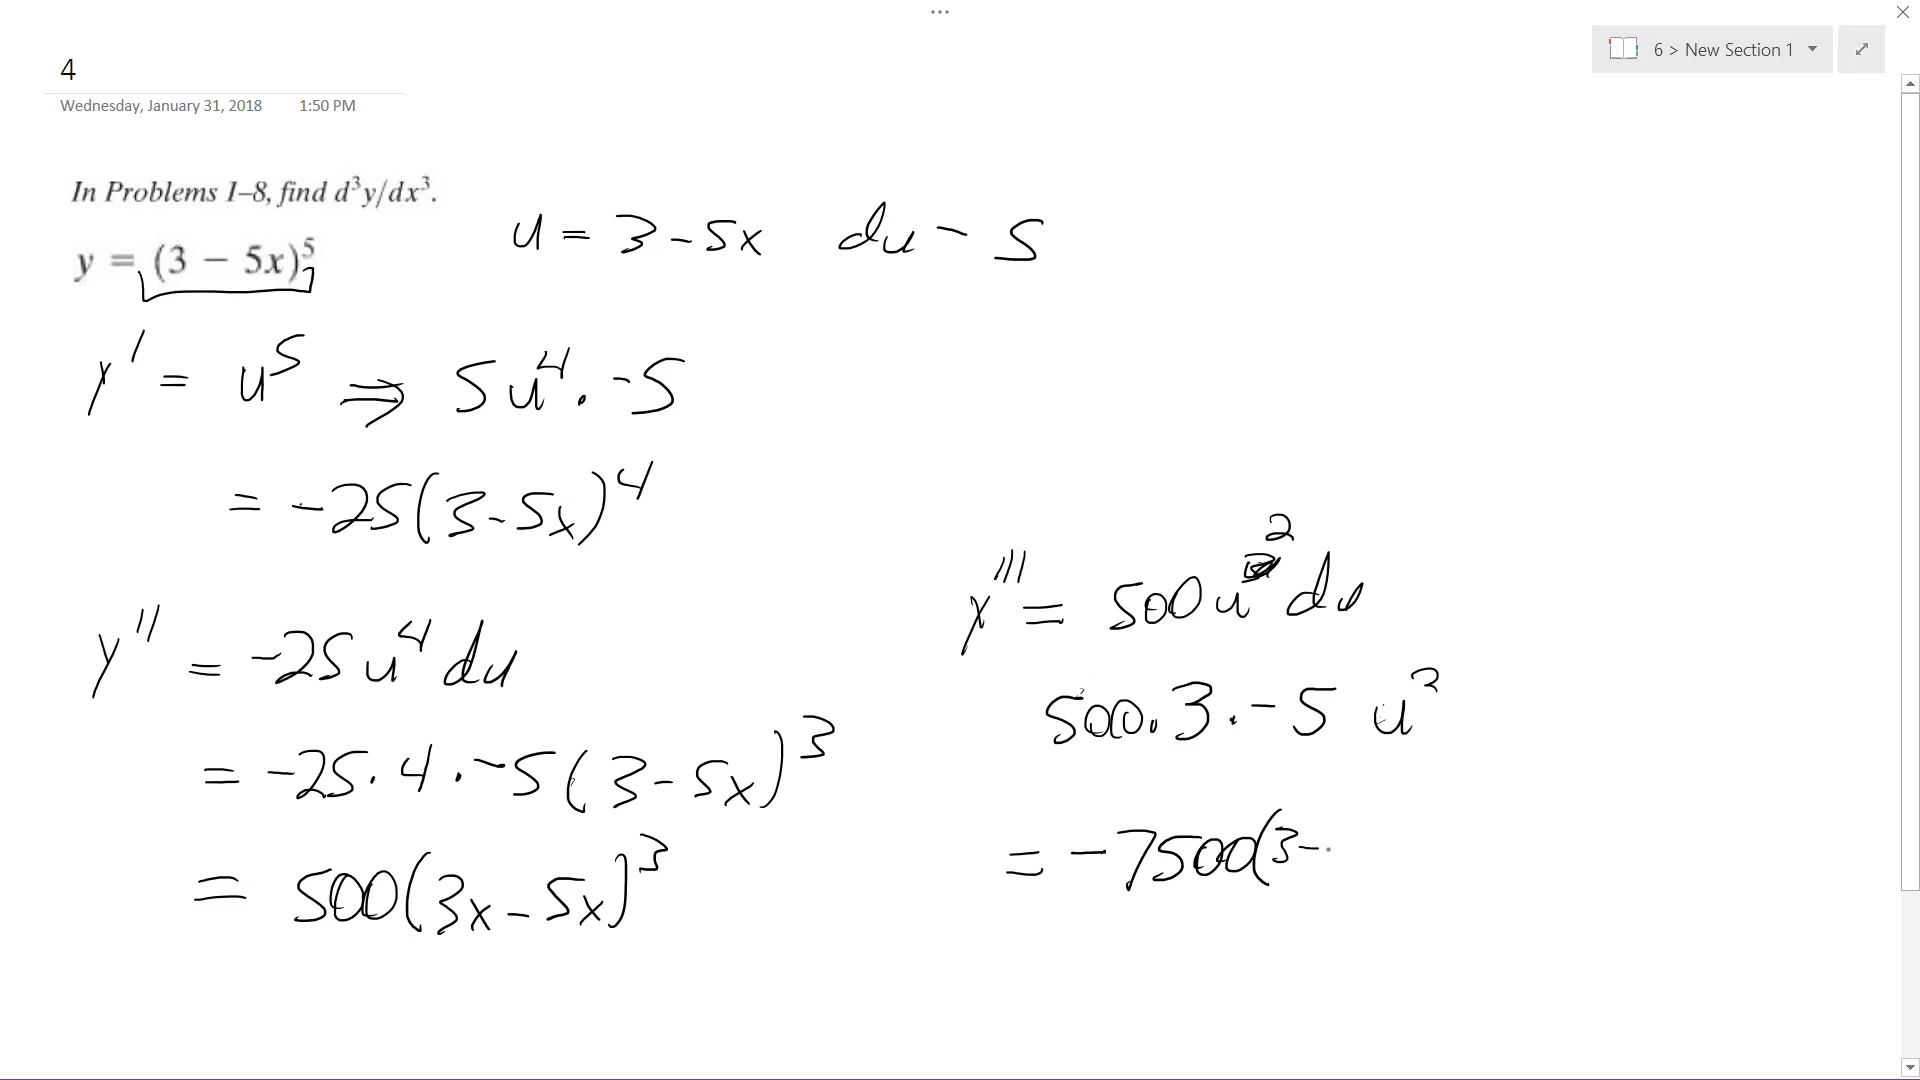 6 > New Section 1
4
Wednesday, January 31, 2018 1:50 PM
In Problems 1–8, find d³y/dx³.
y = (3 − 5x)⁵
u = 3-5x du - 5
y' = u⁵ ⇒ 5u⁴ · -5
= -25(3-5x)⁴
y'' = -25u⁴ du
= -25 · 4 · -5(3-5x)³
= 500(3x-5x)³
y''' = 500u² du
500 · 3 · -5 u²
= -7500(3-